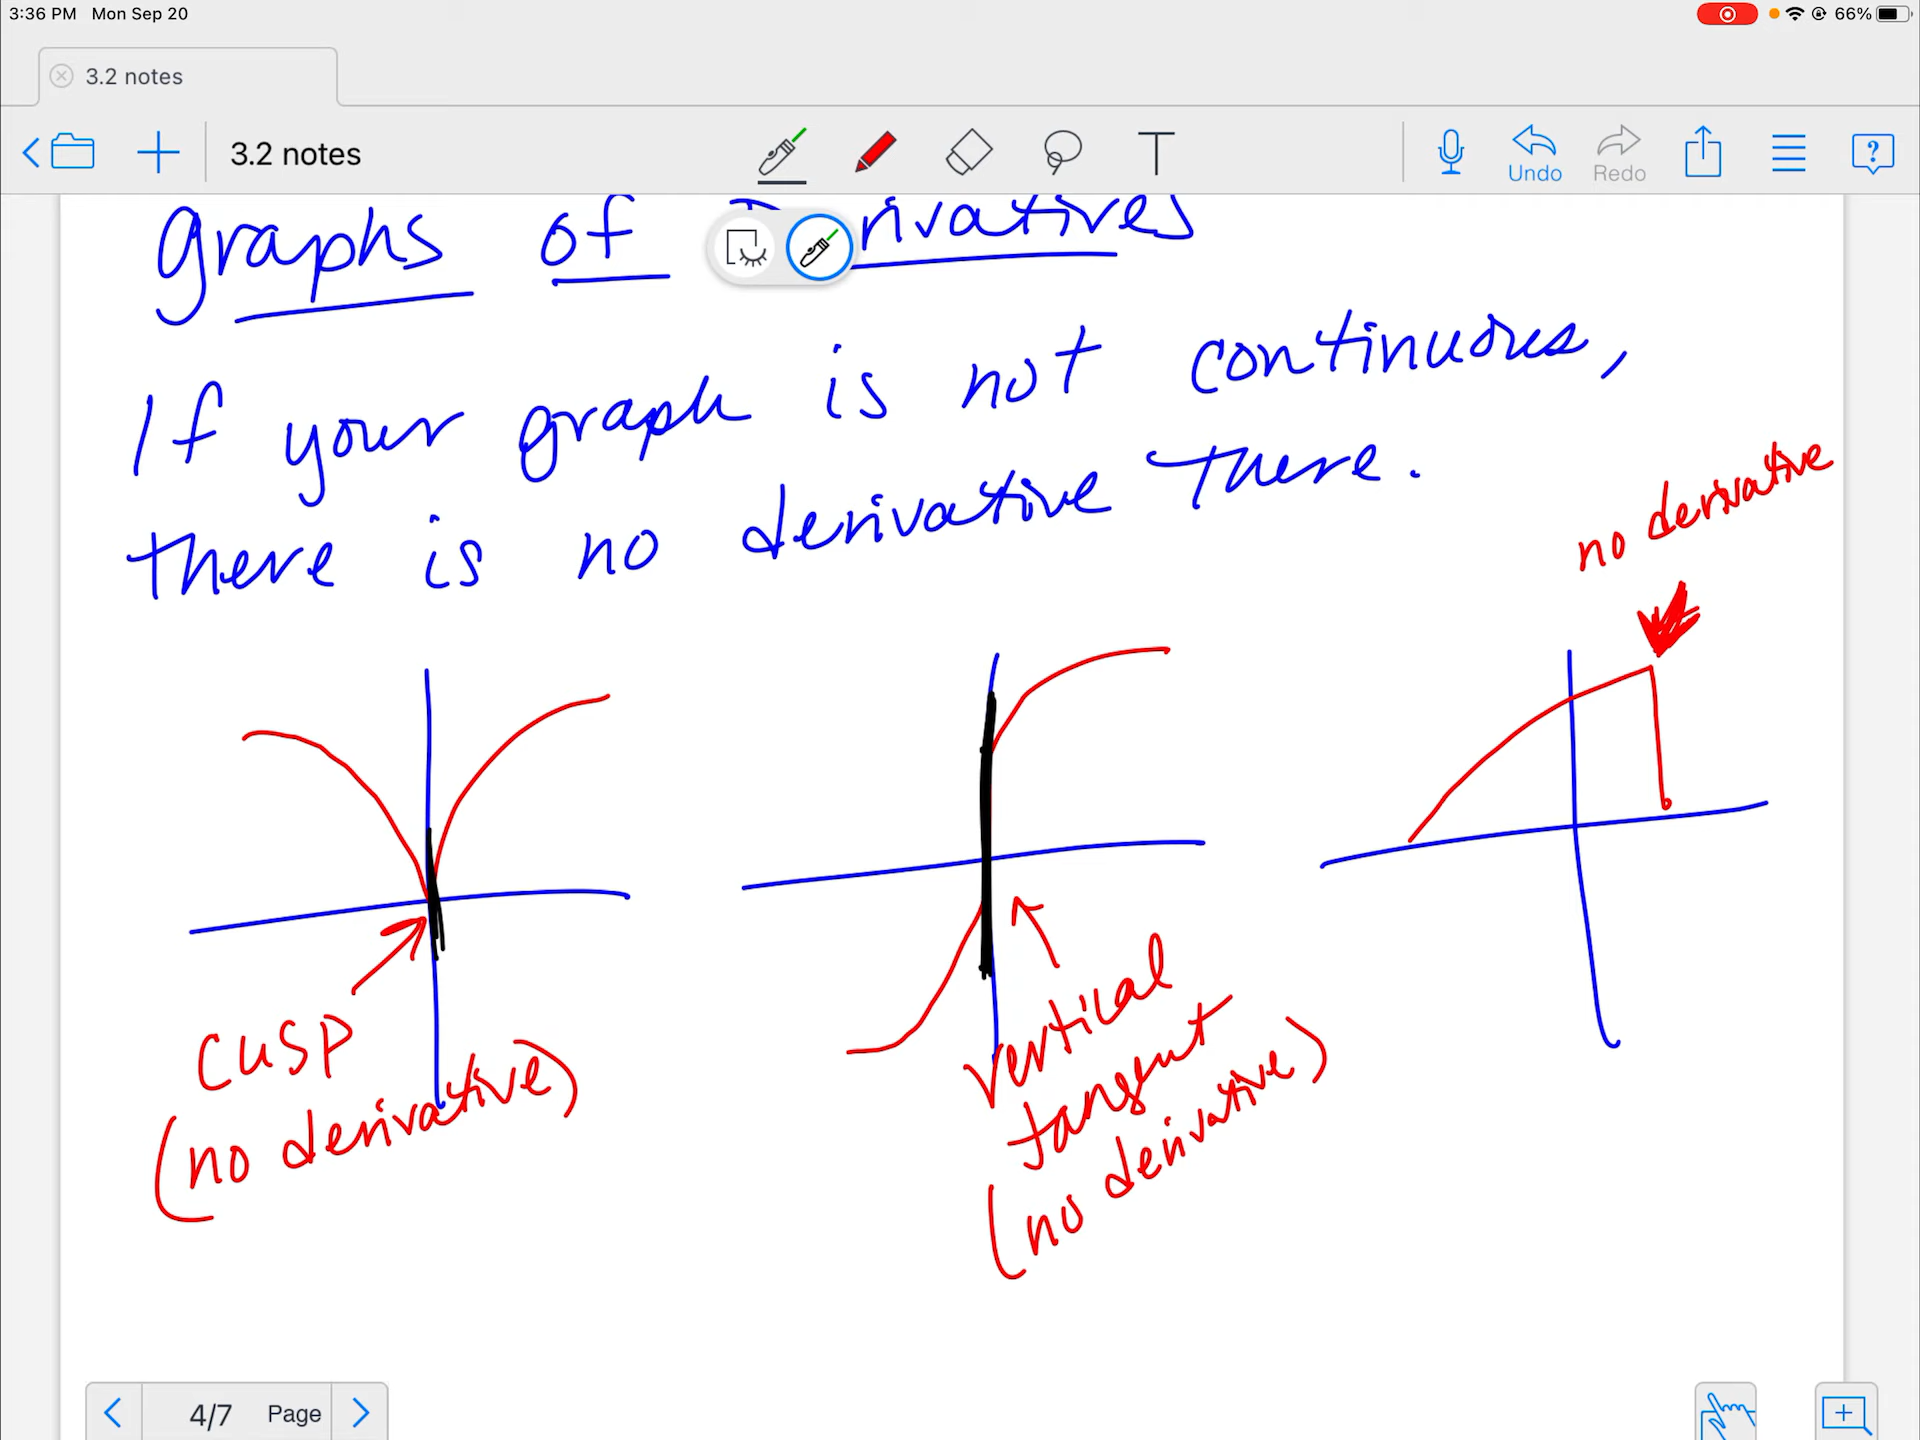 3:36 PM Mon Sep 20
66%
3.2 notes
3.2 notes
T
Undo
Redo
graphs of Derivatives
If your graph is not continuous,
there is no derivative there.
no derivative
cusp
(no derivative)
vertical
tangent
(no derivative)
4/7 Page